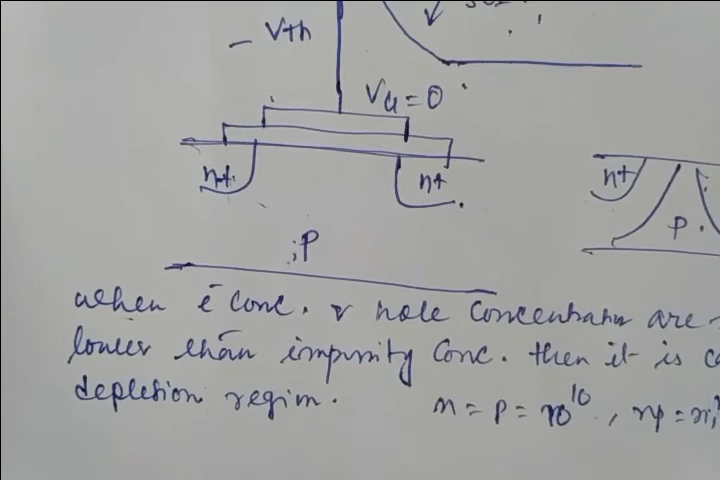 – Vth
VG = 0
n+
n+
n+
P
P
when ē conc. & hole concentration are
lower than impurity conc. then it is
depletion region.
n = p = 10^10, np = ni